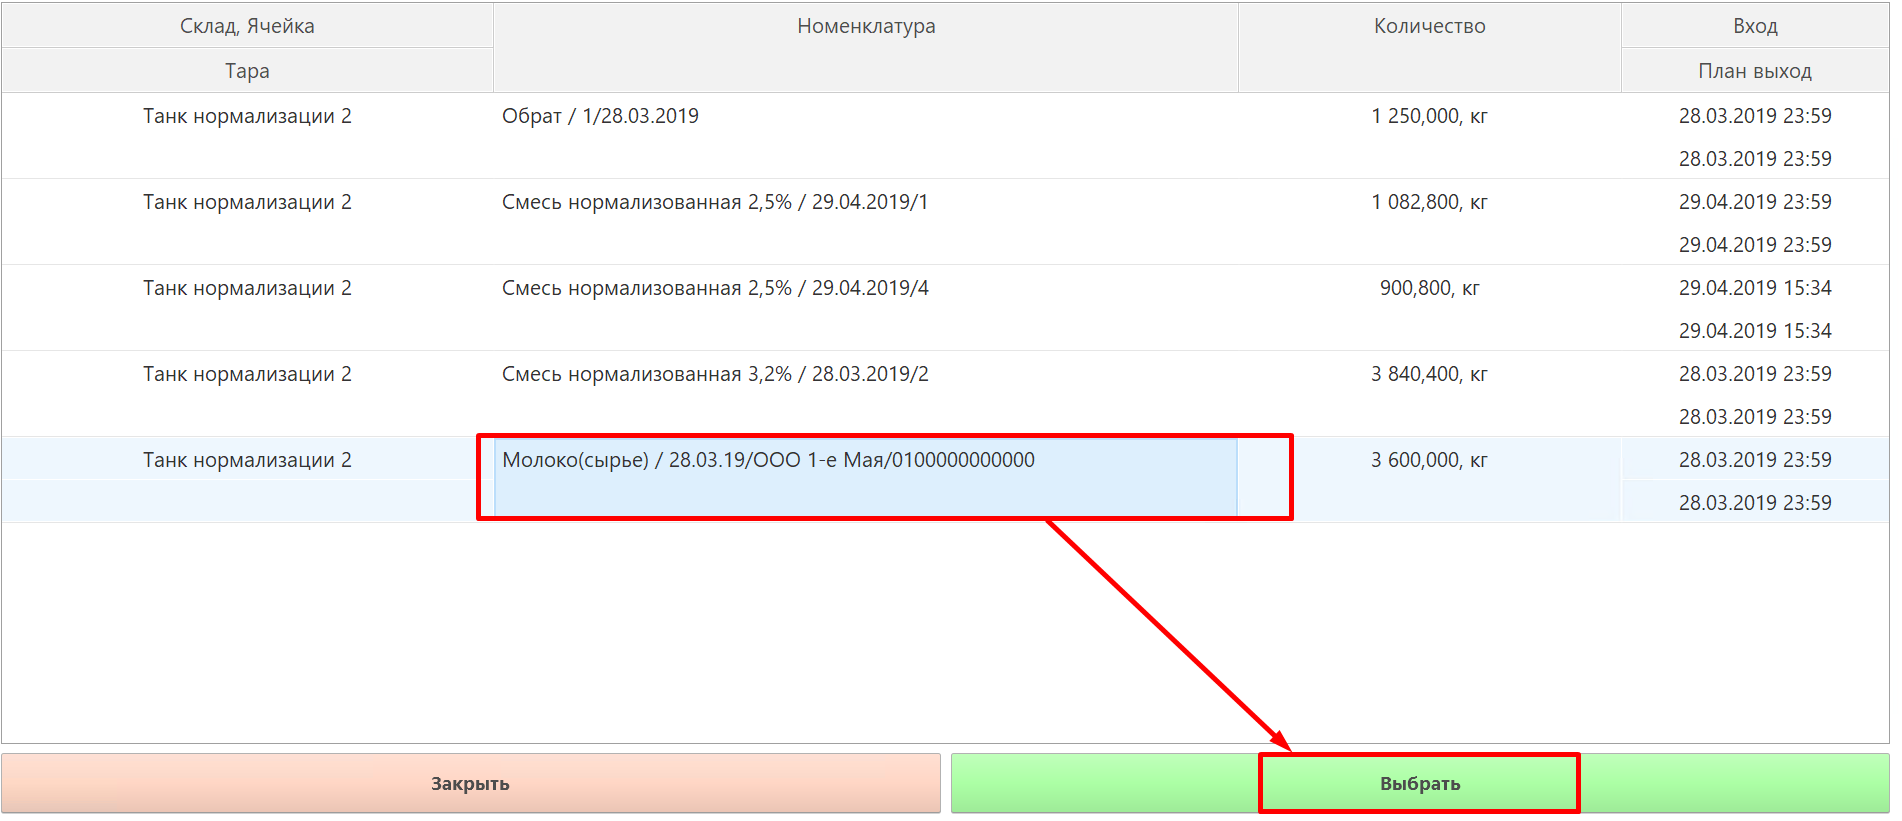 Склад, Ячейка Номенклатура Количество Вход
Тара План выход
Танк нормализации 2 Обрат / 1/28.03.2019 1 250,000, кг 28.03.2019 23:59
28.03.2019 23:59
Танк нормализации 2 Смесь нормализованная 2,5% / 29.04.2019/1 1 082,800, кг 29.04.2019 23:59
29.04.2019 23:59
Танк нормализации 2 Смесь нормализованная 2,5% / 29.04.2019/4 900,800, кг 29.04.2019 15:34
29.04.2019 15:34
Танк нормализации 2 Смесь нормализованная 3,2% / 28.03.2019/2 3 840,400, кг 28.03.2019 23:59
28.03.2019 23:59
Танк нормализации 2 Молоко(сырье) / 28.03.19/ООО 1-е Мая/0100000000000 3 600,000, кг 28.03.2019 23:59
28.03.2019 23:59
Закрыть Выбрать